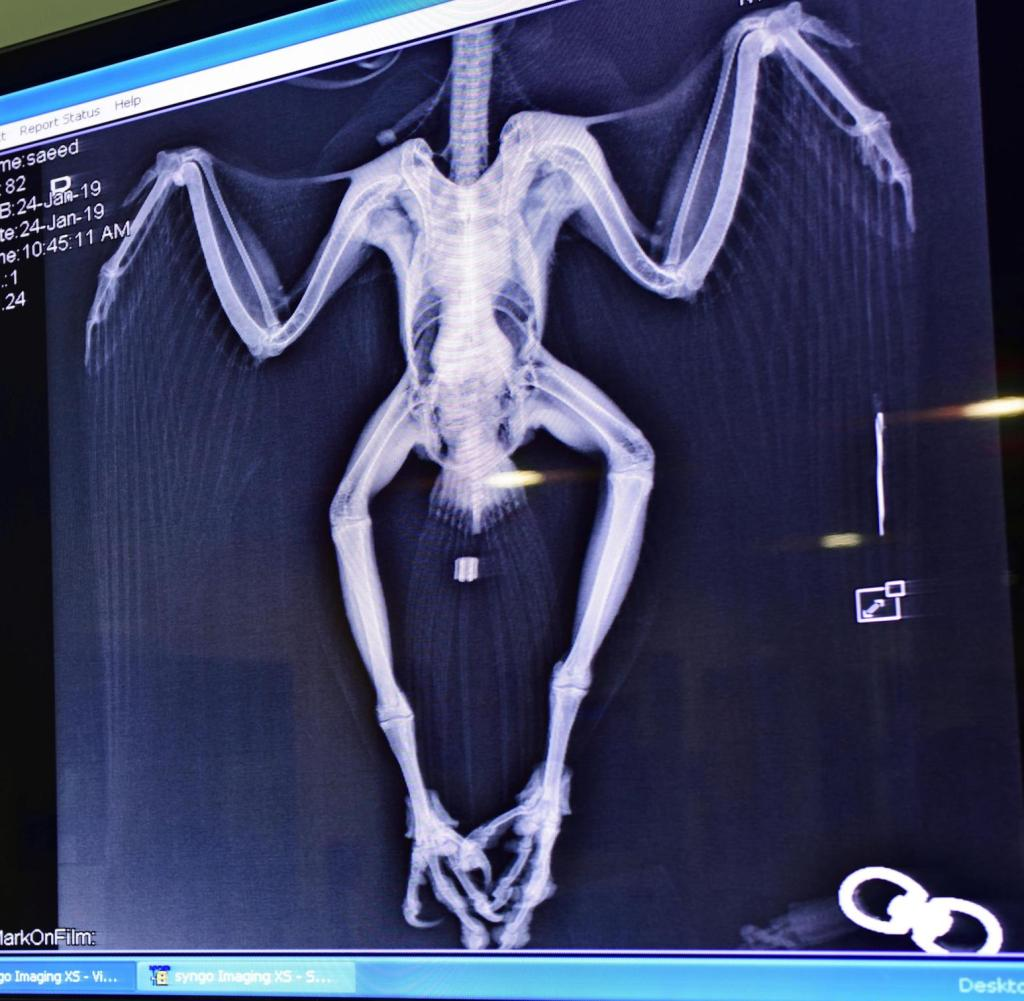 t Report Status Help
me:saeed
:82
R
B:24-Jan-19
te:24-Jan-19
me:10:45:11 AM
.:1
.24
MarkOnFilm:
go Imaging XS - Vi... syngo Imaging XS - S... Deskto